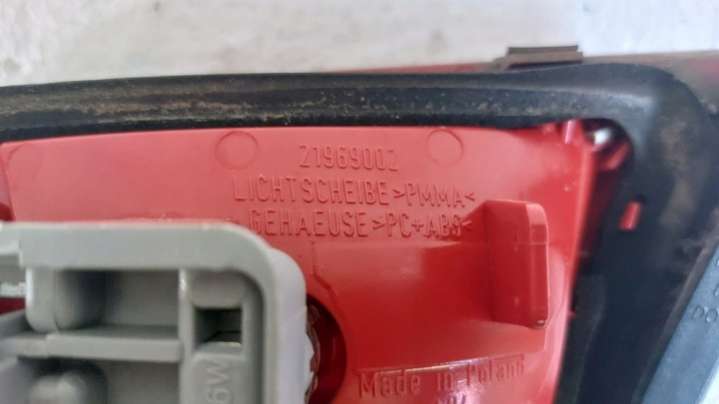 21969002
LICHTSCHEIBE >PMMA<
GEHAEUSE >PC+ABS<
Made in Poland